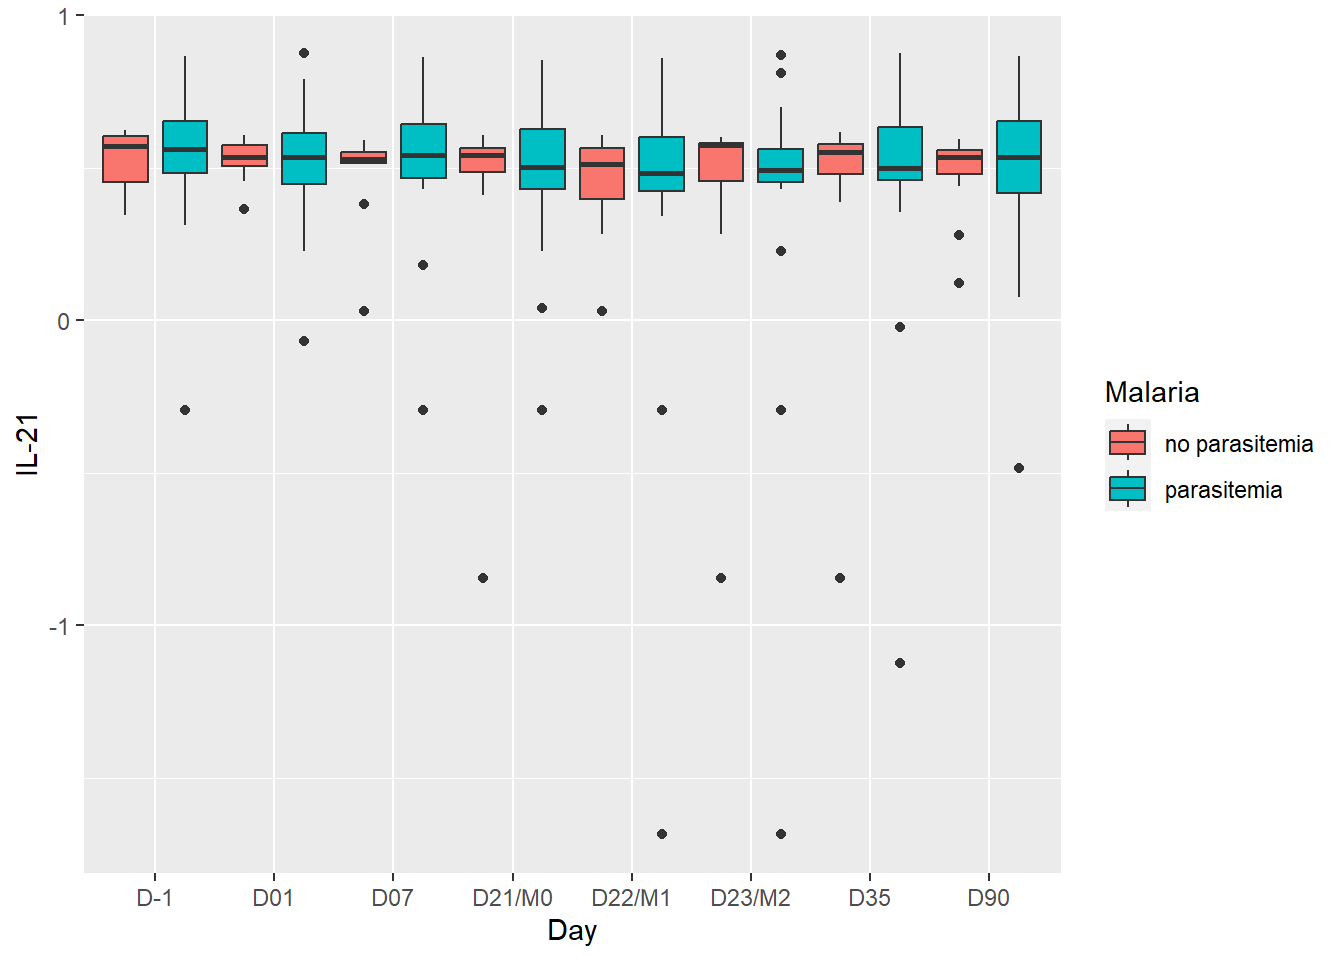 1
0
-1
IL-21
D-1 D01 D07 D21/M0 D22/M1 D23/M2 D35 D90
Day
Malaria
no parasitemia
parasitemia